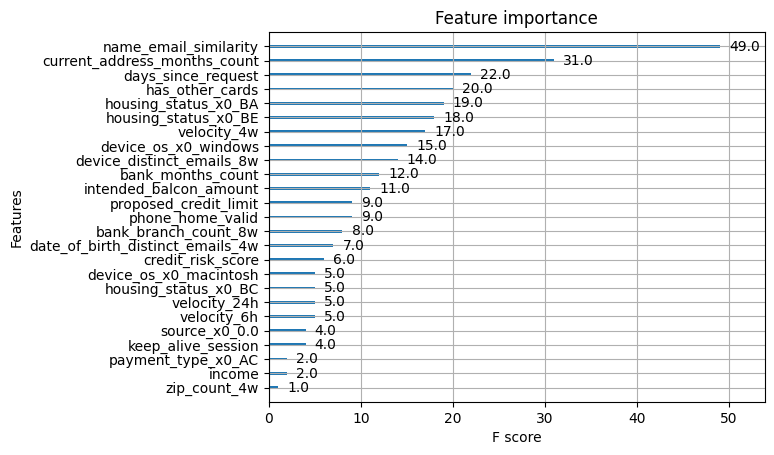 Feature importance
name_email_similarity 49.0
current_address_months_count 31.0
days_since_request 22.0
has_other_cards 20.0
housing_status_x0_BA 19.0
housing_status_x0_BE 18.0
velocity_4w 17.0
device_os_x0_windows 15.0
device_distinct_emails_8w 14.0
bank_months_count 12.0
intended_balcon_amount 11.0
proposed_credit_limit 9.0
phone_home_valid 9.0
bank_branch_count_8w 8.0
date_of_birth_distinct_emails_4w 7.0
credit_risk_score 6.0
device_os_x0_macintosh 5.0
housing_status_x0_BC 5.0
velocity_24h 5.0
velocity_6h 5.0
source_x0_0.0 4.0
keep_alive_session 4.0
payment_type_x0_AC 2.0
income 2.0
zip_count_4w 1.0
Features
0 10 20 30 40 50
F score